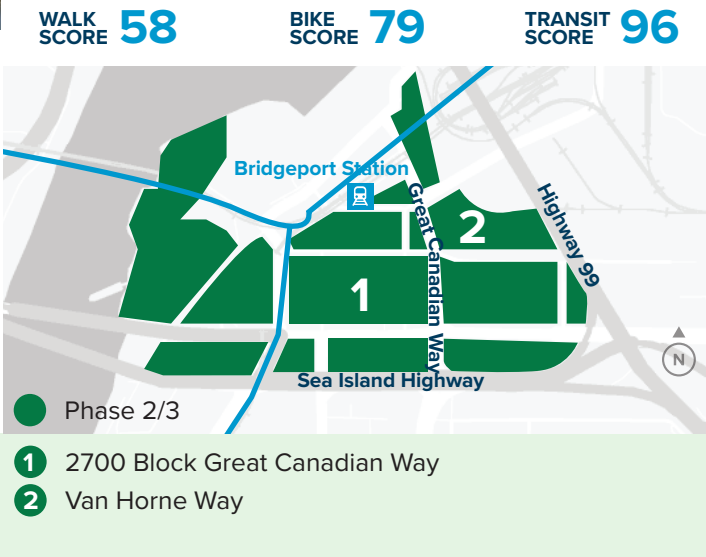 WALK SCORE 58
BIKE SCORE 79
TRANSIT SCORE 96
Bridgeport Station
Great Canadian Way
2
Highway 99
1
N
Sea Island Highway
Phase 2/3
1 2700 Block Great Canadian Way
2 Van Horne Way